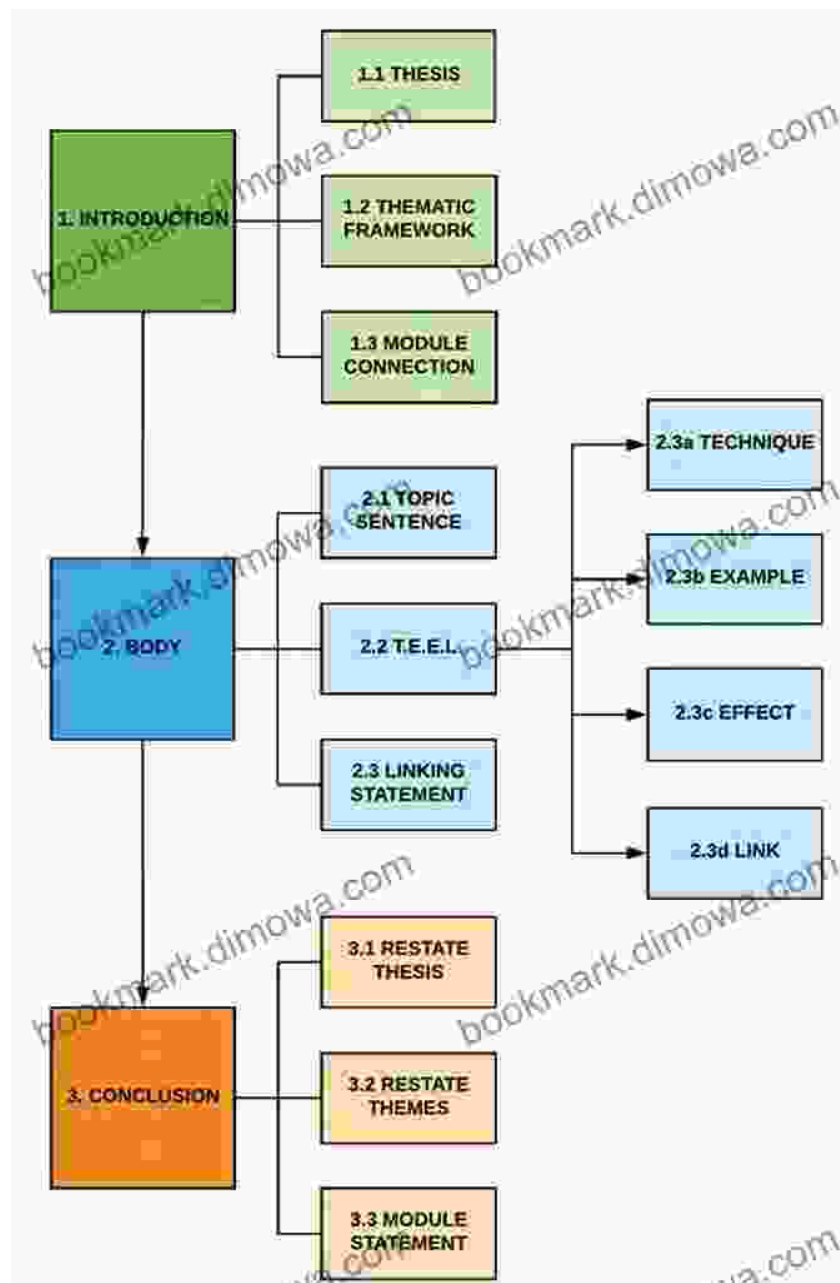 1. INTRODUCTION
1.1 THESIS
1.2 THEMATIC
FRAMEWORK
1.3 MODULE
CONNECTION
2. BODY
2.1 TOPIC
SENTENCE
2.2 T.E.E.L.
2.3 LINKING
STATEMENT
2.3a TECHNIQUE
2.3b EXAMPLE
2.3c EFFECT
2.3d LINK
3. CONCLUSION
3.1 RESTATE
THESIS
3.2 RESTATE
THEMES
3.3 MODULE
STATEMENT
bookmark.dimowa.com
bookmark.dimowa.com
bookmark.dimowa.com
bookmark.dimowa.com
bookmark.dimowa.com
bookmark.dimowa.com